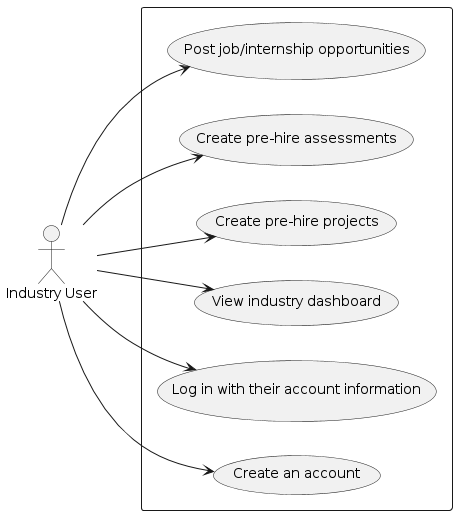 Post job/internship opportunities
Create pre-hire assessments
Create pre-hire projects
Industry User
View industry dashboard
Log in with their account information
Create an account